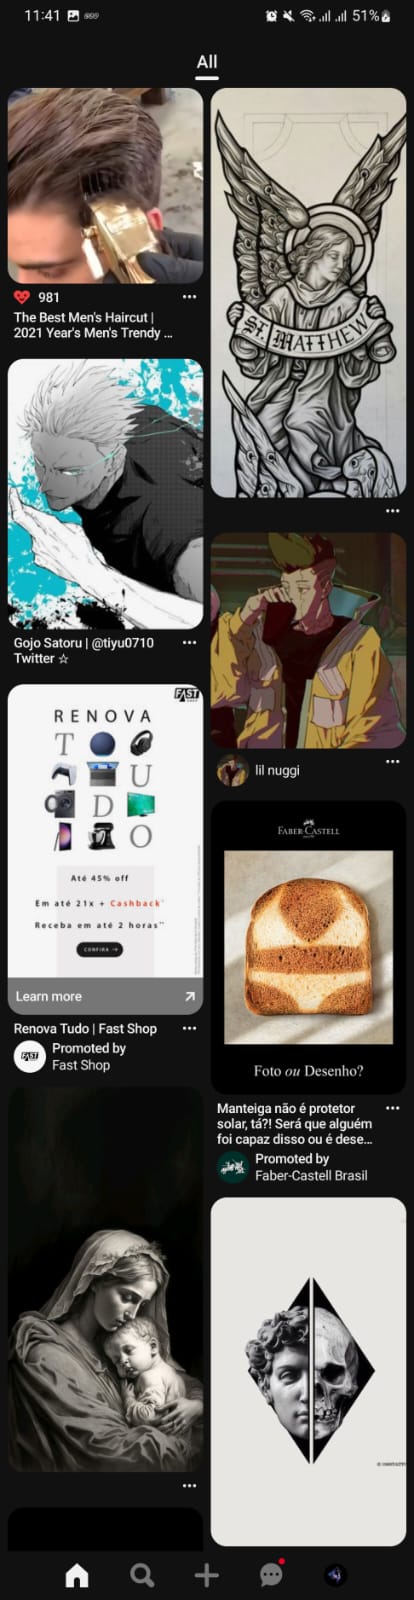 11:41
51%
All
981
The Best Men's Haircut |
2021 Year's Men's Trendy ...
ST. MATTHEW
Gojo Satoru | @tiyu0710
Twitter ☆
lil nuggi
FAST
RENOVA
T
U
D
O
Até 45% off
Em até 21x + Cashback*
Receba em até 2 horas**
CONFIRA →
Learn more
Renova Tudo | Fast Shop
FAST
Promoted by
Fast Shop
FABER-CASTELL
Foto ou Desenho?
Manteiga não é protetor
solar, tá?! Será que alguém
foi capaz disso ou é dese...
Promoted by
Faber-Castell Brasil